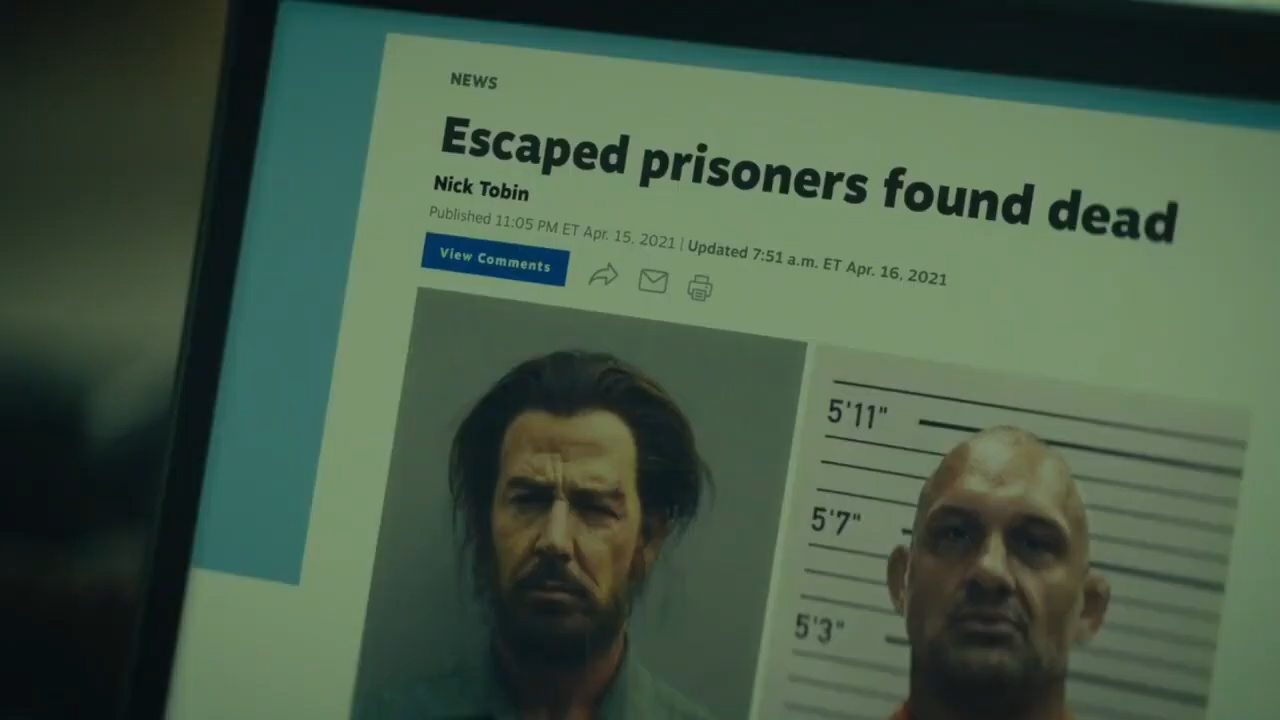 NEWS
Escaped prisoners found dead
Nick Tobin
Published 11:05 PM ET Apr. 15, 2021 | Updated 7:51 a.m. ET Apr. 16, 2021
View Comments
5'11"
5'7"
5'3"